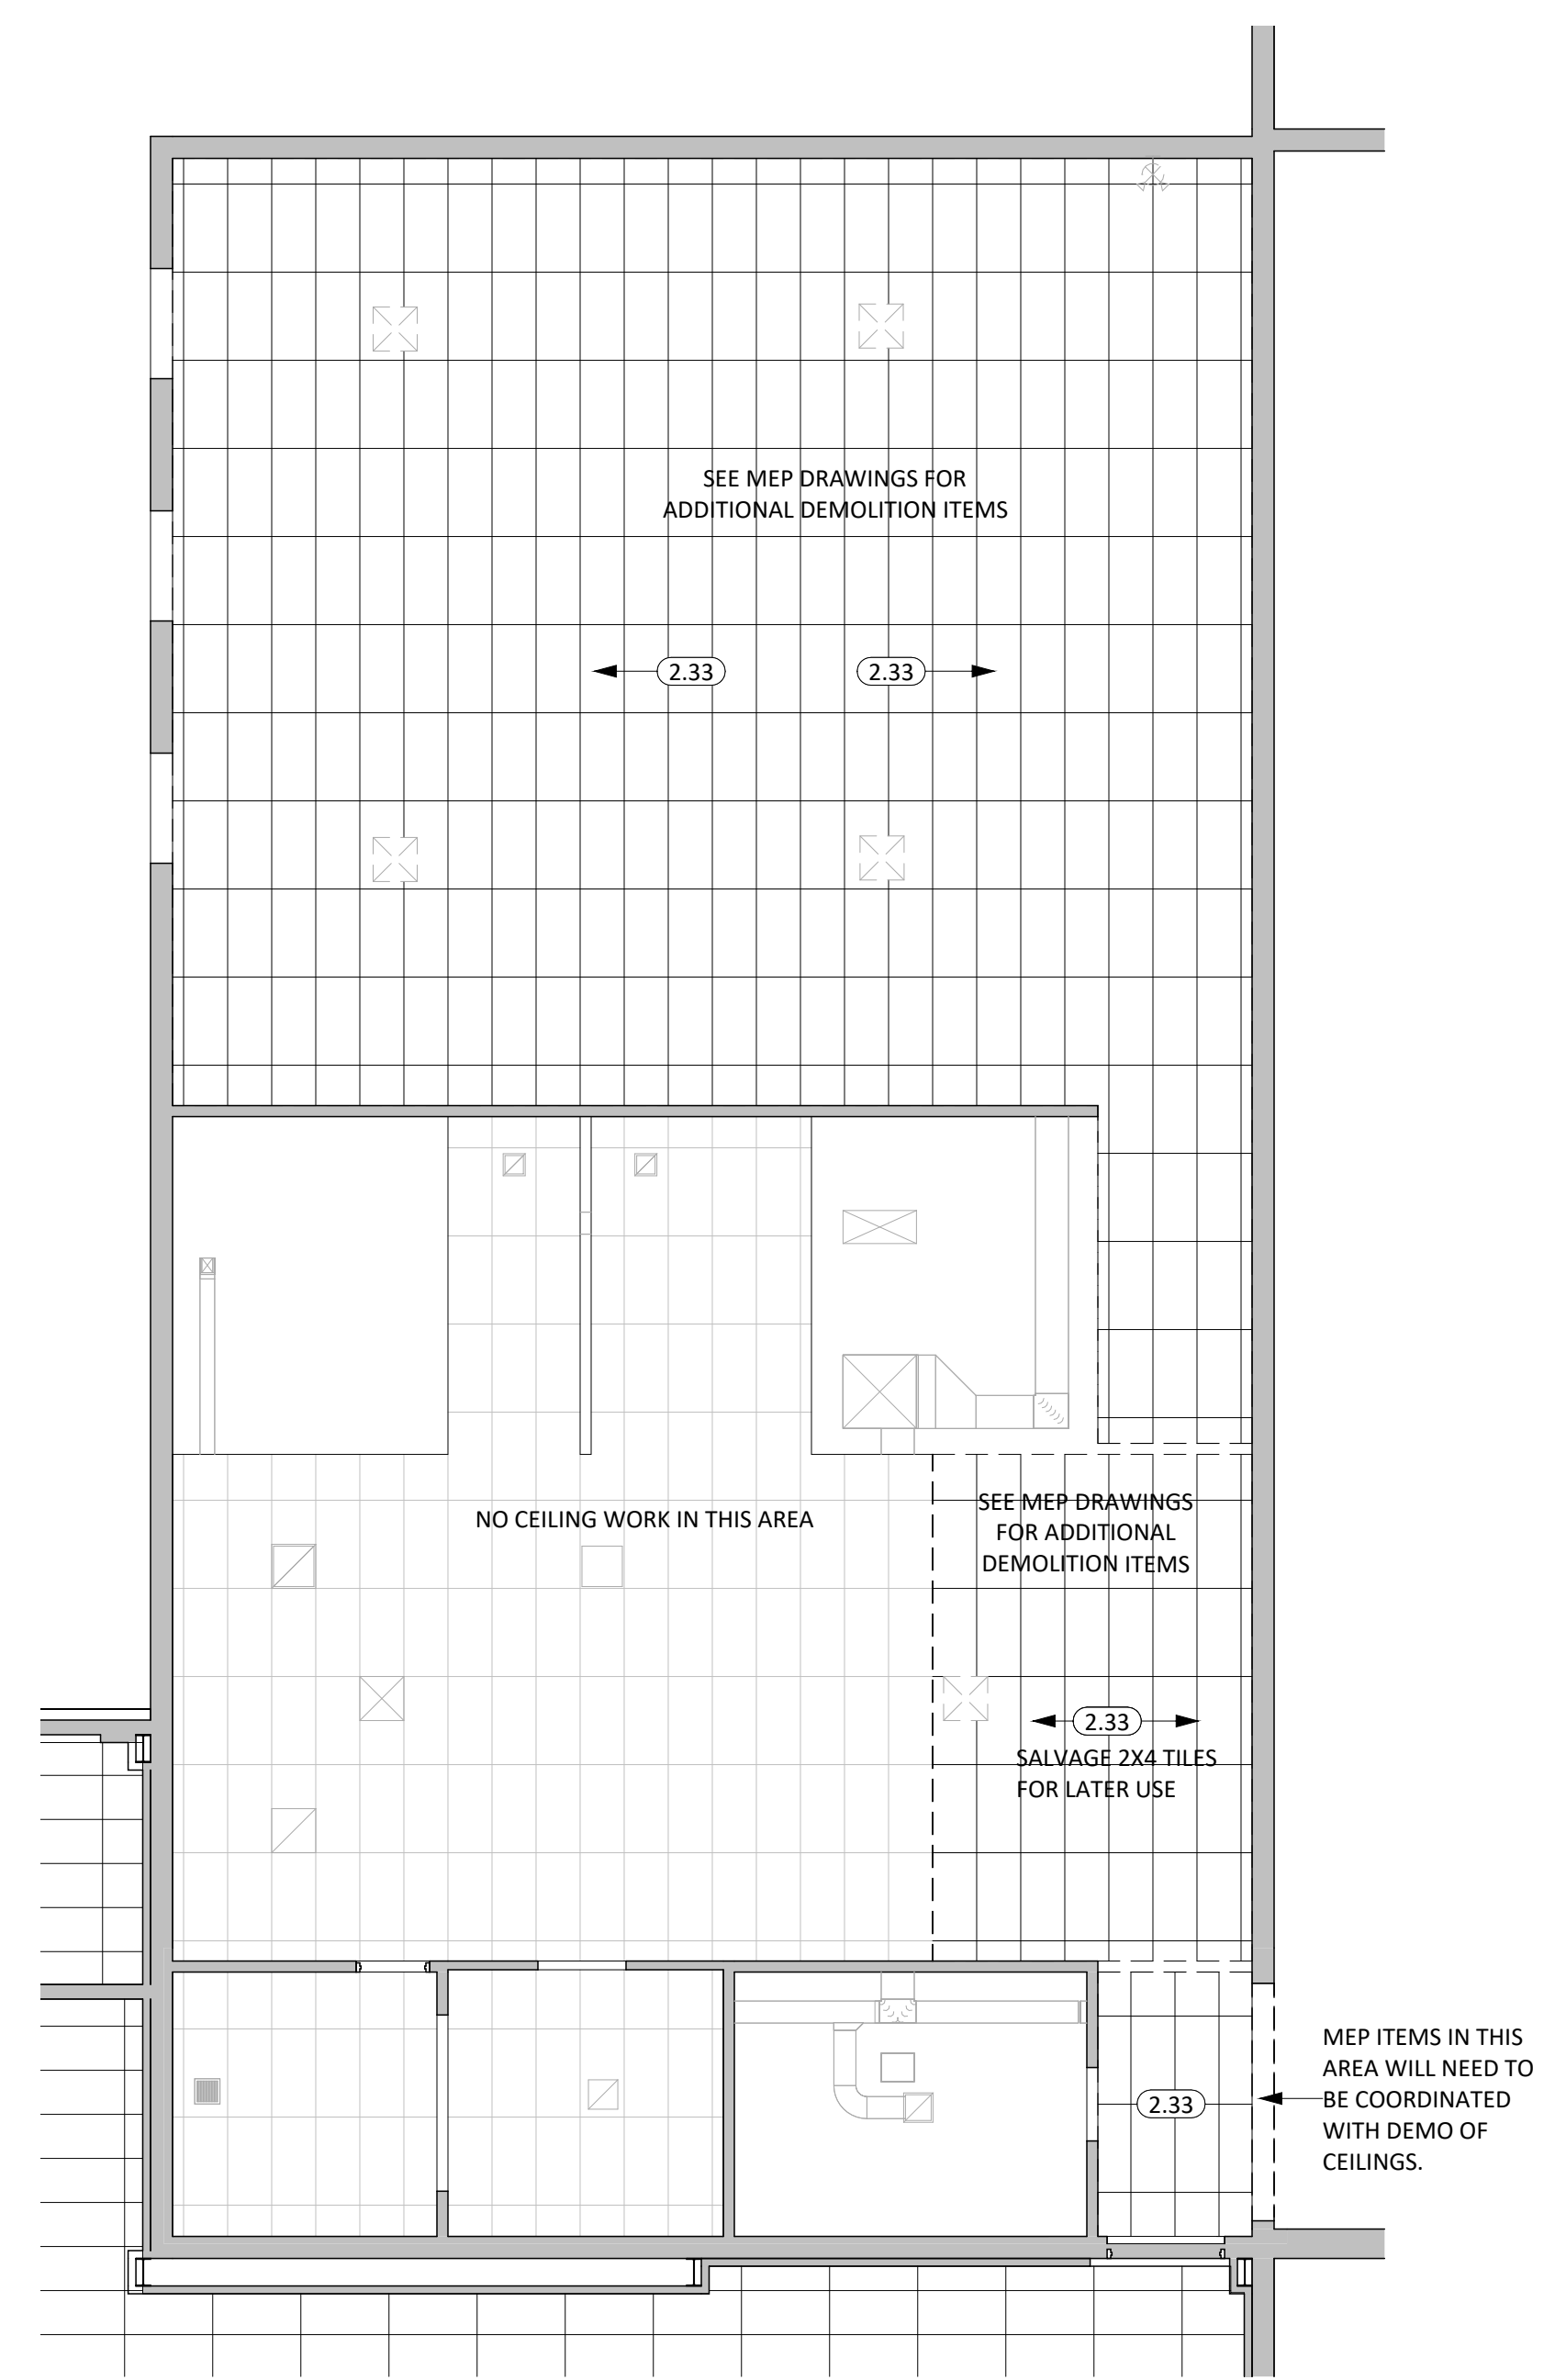 SEE MEP DRAWINGS FOR
ADDITIONAL DEMOLITION ITEMS
2.33
2.33
NO CEILING WORK IN THIS AREA
SEE MEP DRAWINGS
FOR ADDITIONAL
DEMOLITION ITEMS
2.33
SALVAGE 2X4 TILES
FOR LATER USE
2.33
MEP ITEMS IN THIS
AREA WILL NEED TO
BE COORDINATED
WITH DEMO OF
CEILINGS.